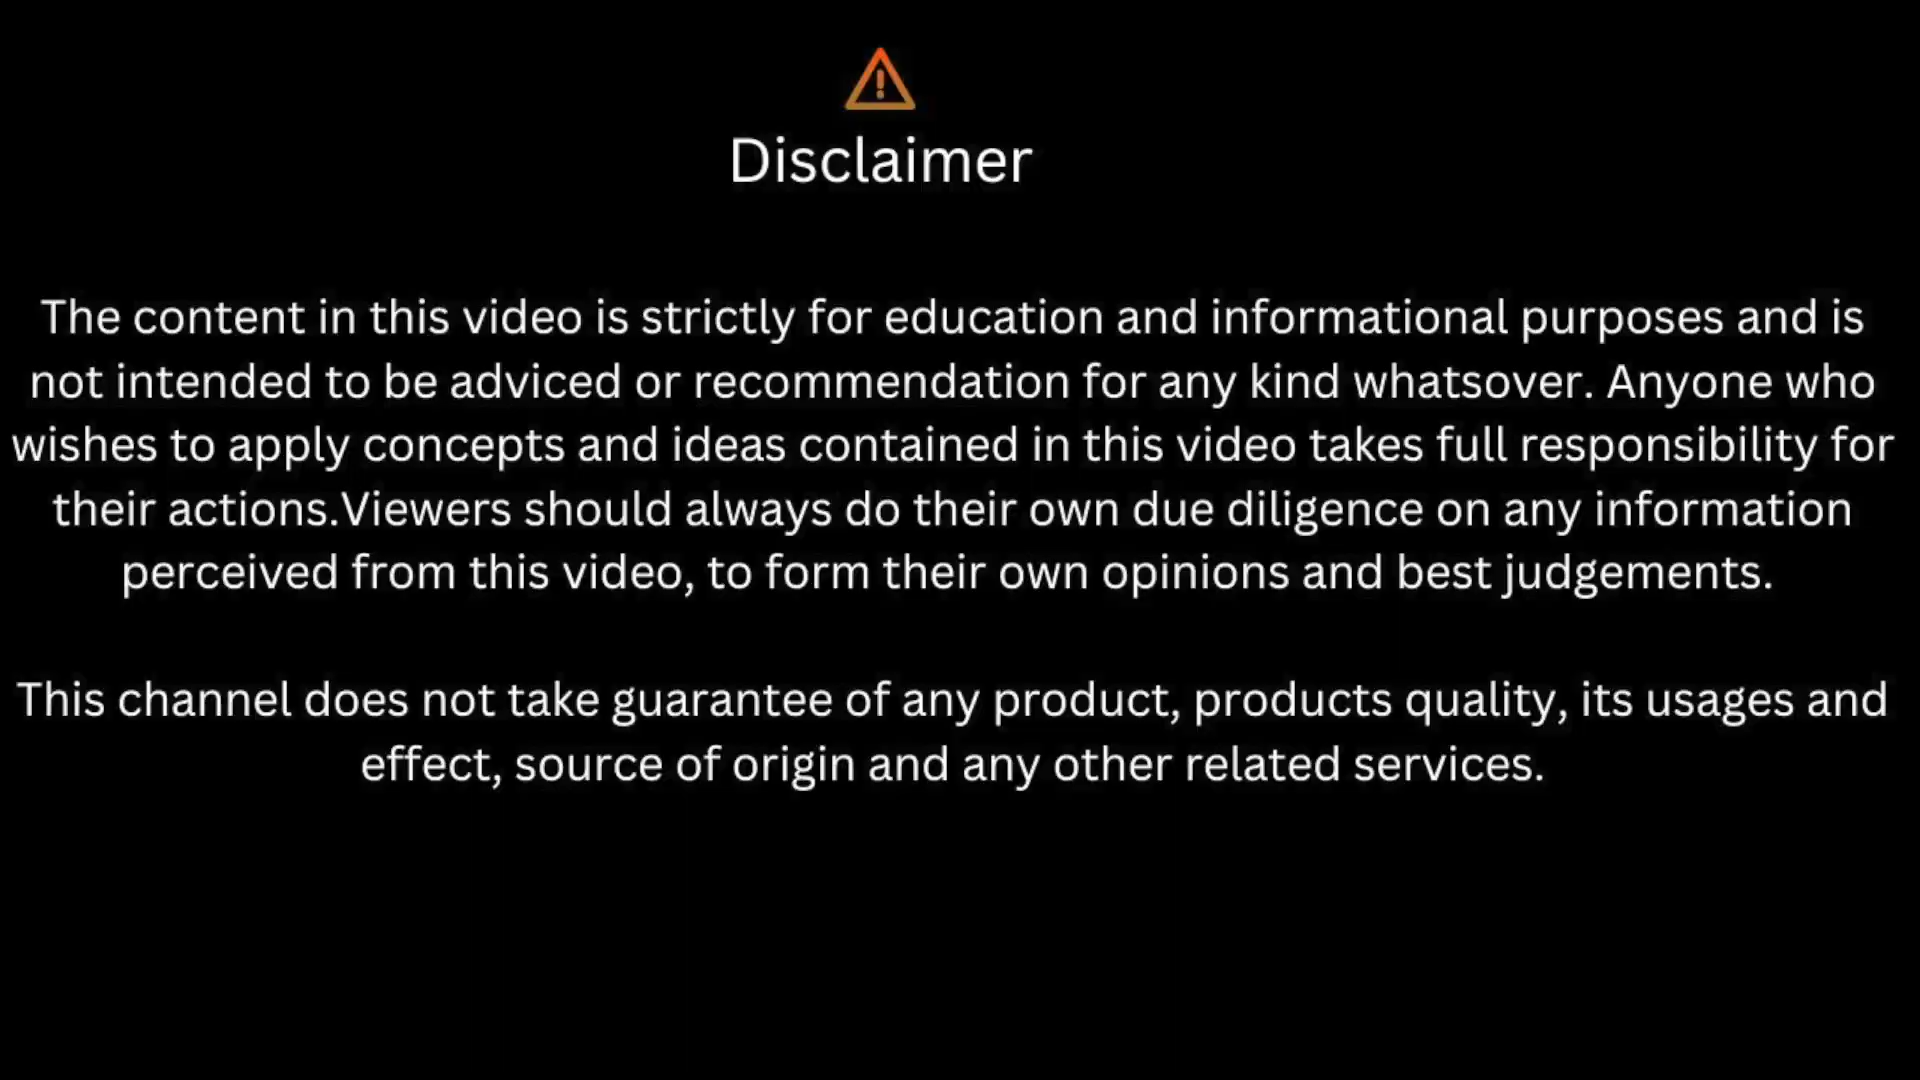 Disclaimer
The content in this video is strictly for education and informational purposes and is
not intended to be adviced or recommendation for any kind whatsover. Anyone who
wishes to apply concepts and ideas contained in this video takes full responsibility for
their actions.Viewers should always do their own due diligence on any information
perceived from this video, to form their own opinions and best judgements.
This channel does not take guarantee of any product, products quality, its usages and
effect, source of origin and any other related services.